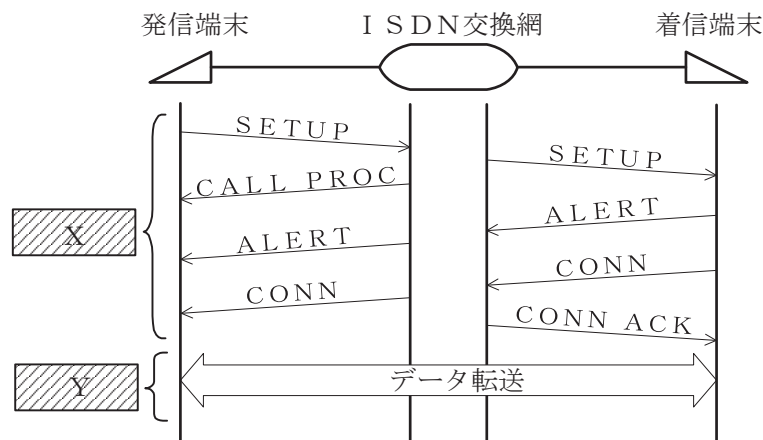 発信端末 ＩＳＤＮ交換網 着信端末
ＳＥＴＵＰ
ＳＥＴＵＰ
ＣＡＬＬ ＰＲＯＣ
ＡＬＥＲＴ
Ｘ
ＡＬＥＲＴ
ＣＯＮＮ
ＣＯＮＮ
ＣＯＮＮ ＡＣＫ
Ｙ
データ転送